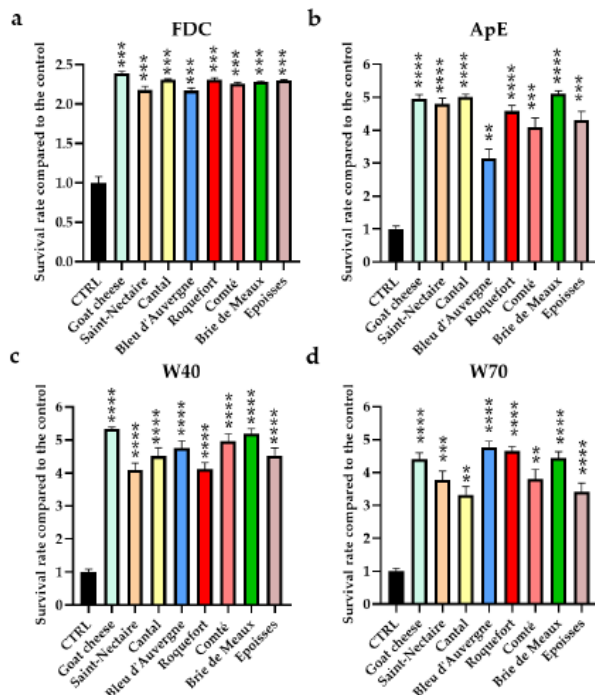 a
FDC
Survival rate compared to the control
2.5
2.0
1.5
1.0
0.5
0.0
***
***
***
***
***
***
***
***
CTRL
Goat cheese
Saint-Nectaire
Cantal
Bleu d'Auvergne
Roquefort
Comté
Brie de Meaux
Epoisses
b
ApE
Survival rate compared to the control
6
5
4
3
2
1
0
****
****
****
**
****
***
****
***
CTRL
Goat cheese
Saint-Nectaire
Cantal
Bleu d'Auvergne
Roquefort
Comté
Brie de Meaux
Epoisses
c
W40
Survival rate compared to the control
6
5
4
3
2
1
0
****
****
****
****
****
****
****
****
CTRL
Goat cheese
Saint-Nectaire
Cantal
Bleu d'Auvergne
Roquefort
Comté
Brie de Meaux
Epoisses
d
W70
Survival rate compared to the control
6
5
4
3
2
1
0
****
***
**
****
****
**
****
****
CTRL
Goat cheese
Saint-Nectaire
Cantal
Bleu d'Auvergne
Roquefort
Comté
Brie de Meaux
Epoisses